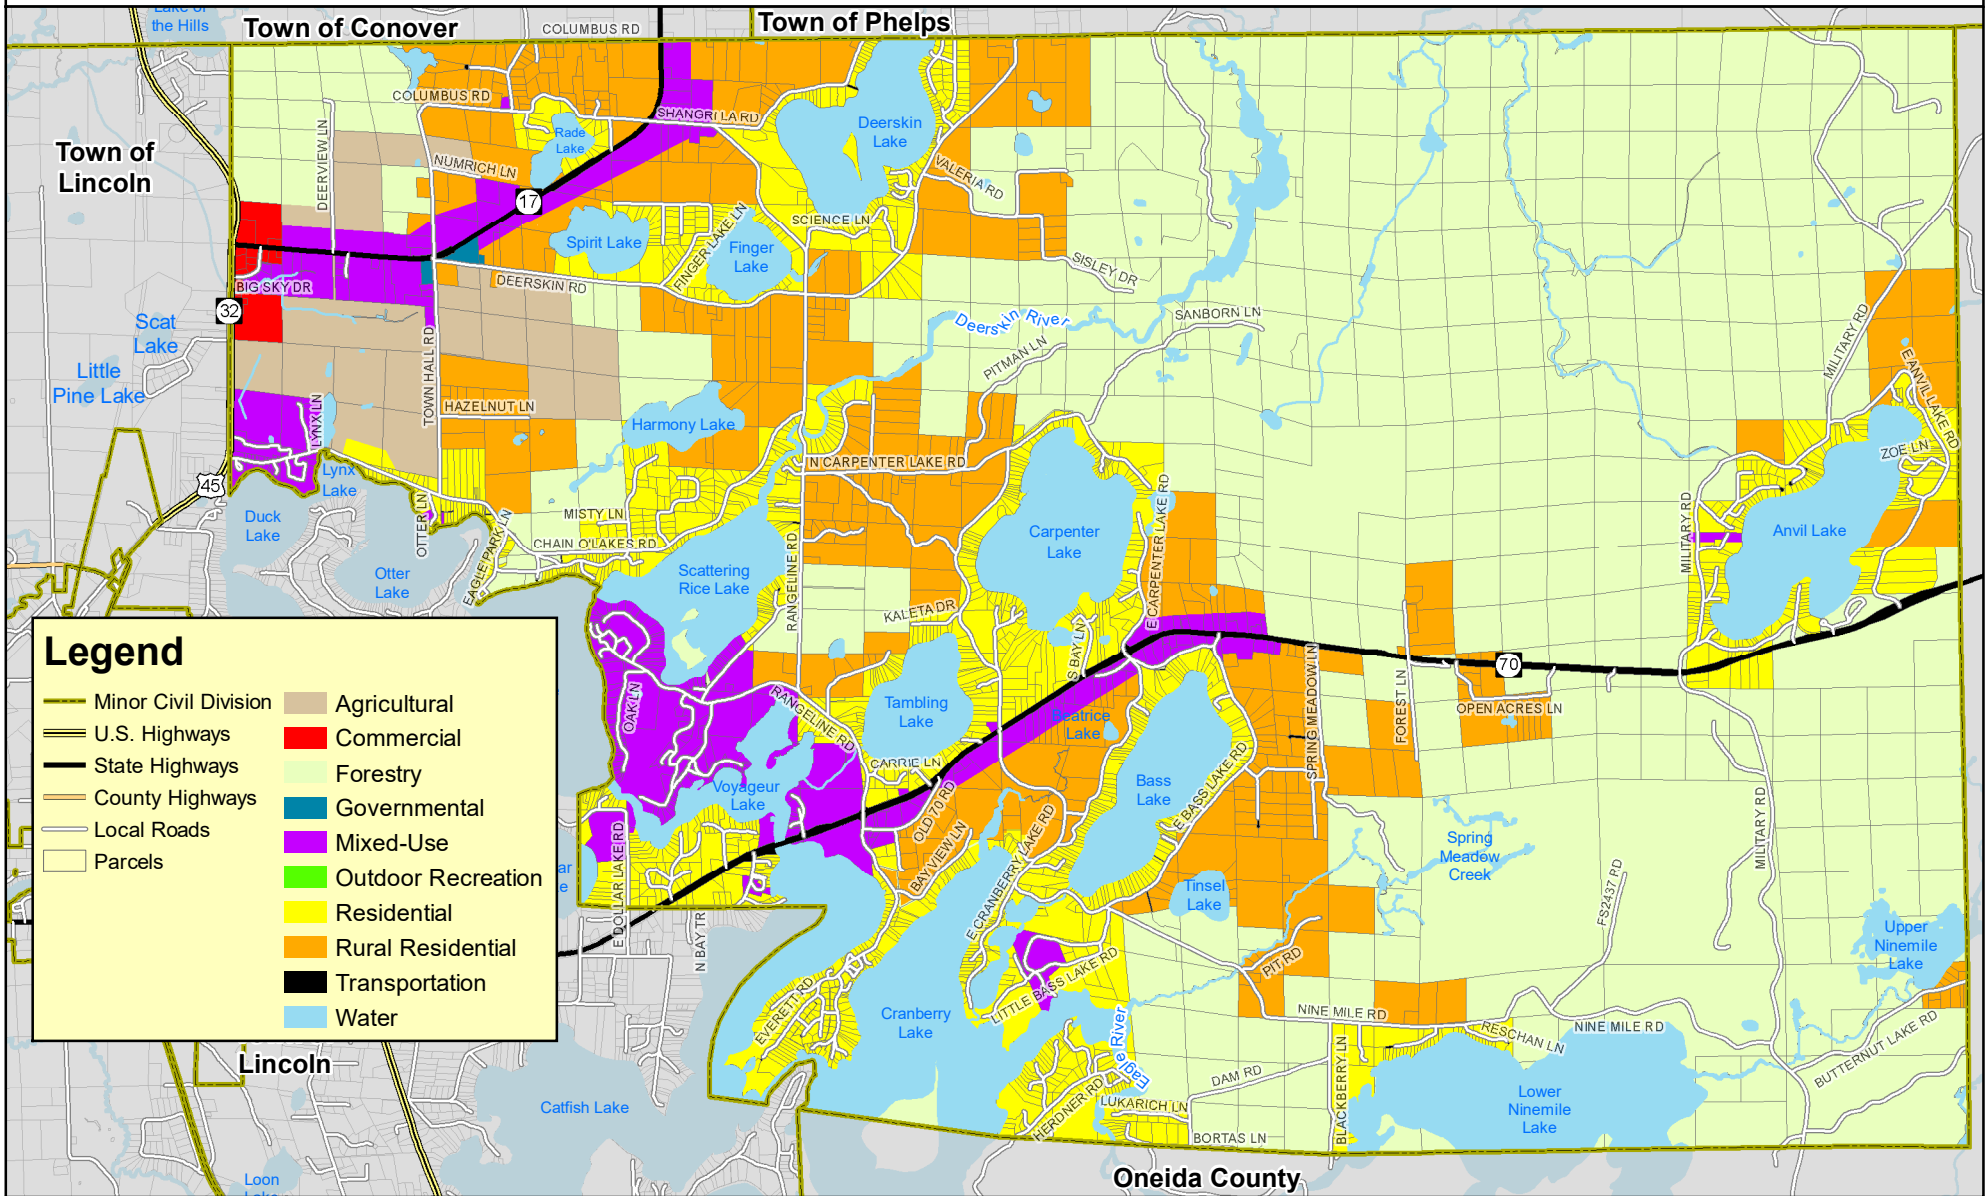 Lake of
the Hills
Town of Conover
COLUMBUS RD
Town of Phelps
COLUMBUS RD
SHANGRI LA RD
Rade
Lake
Deerskin
Lake
Town of
Lincoln
DEERVIEW LN
NUMRICH LN
VALERIA RD
17
SCIENCE LN
FINGER LAKE LN
Spirit Lake
Finger
Lake
SISLEY DR
BIG SKY DR
DEERSKIN RD
32
Scat
Lake
Deerskin River
SANBORN LN
PITMAN LN
MILITARY RD
E ANVIL LAKE RD
Little
Pine Lake
TOWN HALL RD
LYNX LN
HAZELNUT LN
Harmony Lake
ZOE LN
N CARPENTER LAKE RD
45
Lynx
Lake
Duck
Lake
OTTER LN
MISTY LN
EAGLE PARK LN
CHAIN O'LAKES RD
Otter
Lake
Scattering
Rice Lake
RANGELINE RD
Carpenter
Lake
E CARPENTER LAKE RD
MILITARY RD
Anvil Lake
KALETA DR
S BAY LN
70
SPRING MEADOW LN
FOREST LN
OPEN ACRES LN
OAK LN
RANGELINE RD
Tambling
Lake
Beatrice
Lake
CARRIE LN
Voyageur
Lake
Bass
Lake
E BASS LAKE RD
OLD 70 RD
BAYVIEW LN
E CRANBERRY LAKE RD
MILITARY RD
Spring
Meadow
Creek
E DOLLAR LAKE RD
N BAY TR
Tinsel
Lake
FS2437 RD
Upper
Ninemile
Lake
PIT RD
LITTLE BASS LAKE RD
EVERETT RD
Cranberry
Lake
Eagle River
NINE MILE RD
RESCHAN LN
NINE MILE RD
BUTTERNUT LAKE RD
DAM RD
BLACKBERRY LN
HERDNER RD
LUKARICH LN
BORTAS LN
Lower
Ninemile
Lake
Legend
Minor Civil Division
U.S. Highways
State Highways
County Highways
Local Roads
Parcels
Agricultural
Commercial
Forestry
Governmental
Mixed-Use
Outdoor Recreation
Residential
Rural Residential
Transportation
Water
Lincoln
Catfish Lake
Loon
Oneida County